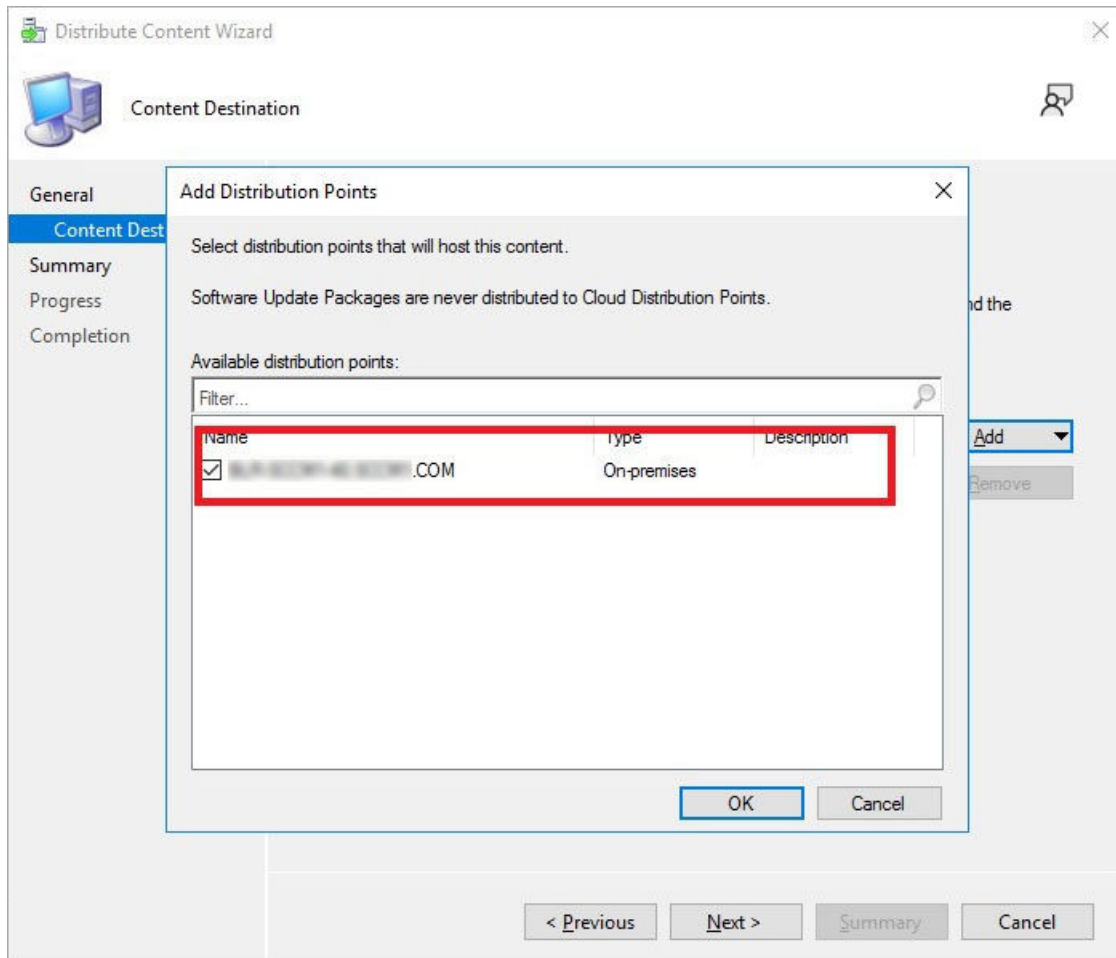 Distribute Content Wizard
Content Destination
General
Content Dest
Summary
Progress
Completion
Add Distribution Points
Select distribution points that will host this content.
Software Update Packages are never distributed to Cloud Distribution Points.
Available distribution points:
Filter...
Name Type Description
.COM On-premises
nd the
Add
Remove
OK Cancel
< Previous Next > Summary Cancel